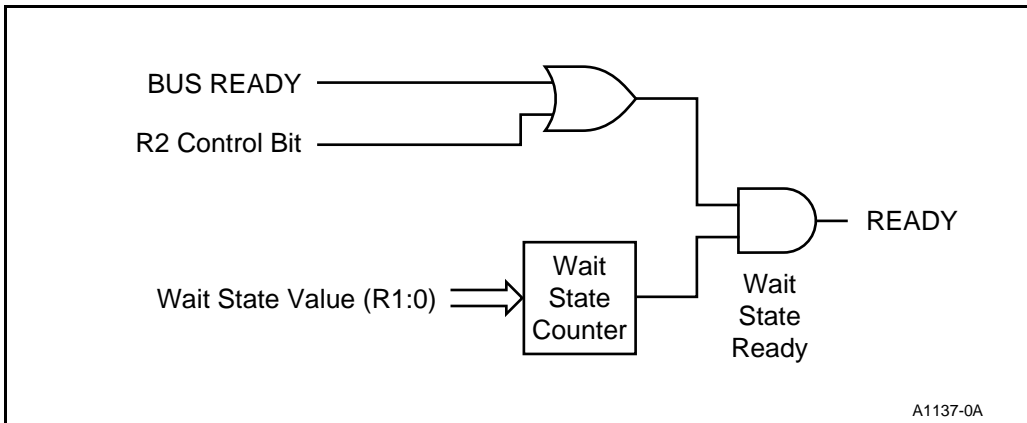 BUS READY
R2 Control Bit
READY
Wait State Value (R1:0)
Wait
State
Counter
Wait
State
Ready
A1137-0A